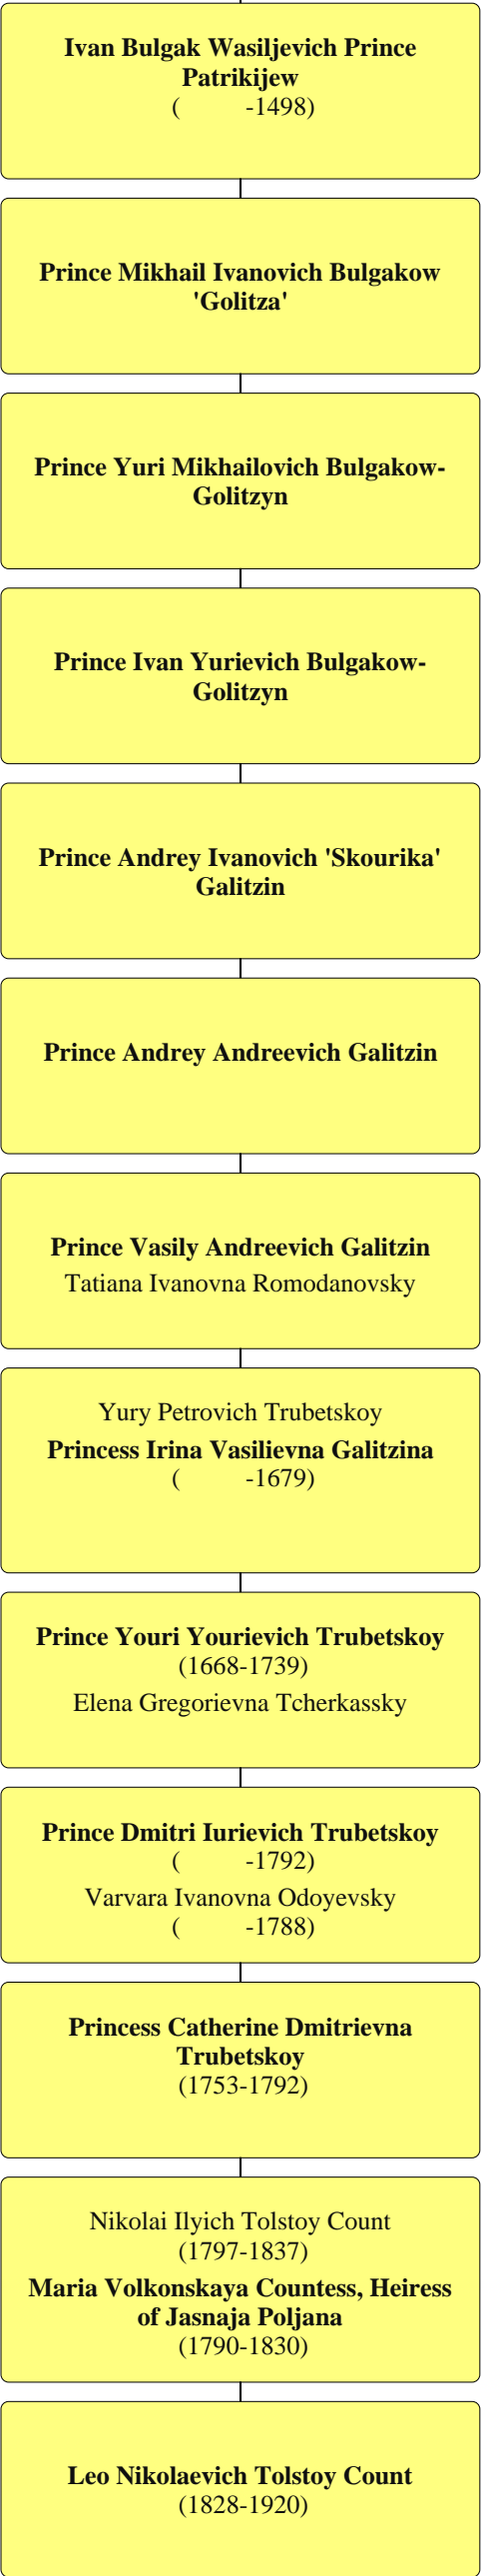 Ivan Bulgak Wasiljevich Prince
Patrikijew
( -1498)
Prince Mikhail Ivanovich Bulgakow
'Golitza'
Prince Yuri Mikhailovich Bulgakow-
Golitzyn
Prince Ivan Yurievich Bulgakow-
Golitzyn
Prince Andrey Ivanovich 'Skourika'
Galitzin
Prince Andrey Andreevich Galitzin
Prince Vasily Andreevich Galitzin
Tatiana Ivanovna Romodanovsky
Yury Petrovich Trubetskoy
Princess Irina Vasilievna Galitzina
( -1679)
Prince Youri Yourievich Trubetskoy
(1668-1739)
Elena Gregorievna Tcherkassky
Prince Dmitri Iurievich Trubetskoy
( -1792)
Varvara Ivanovna Odoyevsky
( -1788)
Princess Catherine Dmitrievna
Trubetskoy
(1753-1792)
Nikolai Ilyich Tolstoy Count
(1797-1837)
Maria Volkonskaya Countess, Heiress
of Jasnaja Poljana
(1790-1830)
Leo Nikolaevich Tolstoy Count
(1828-1920)